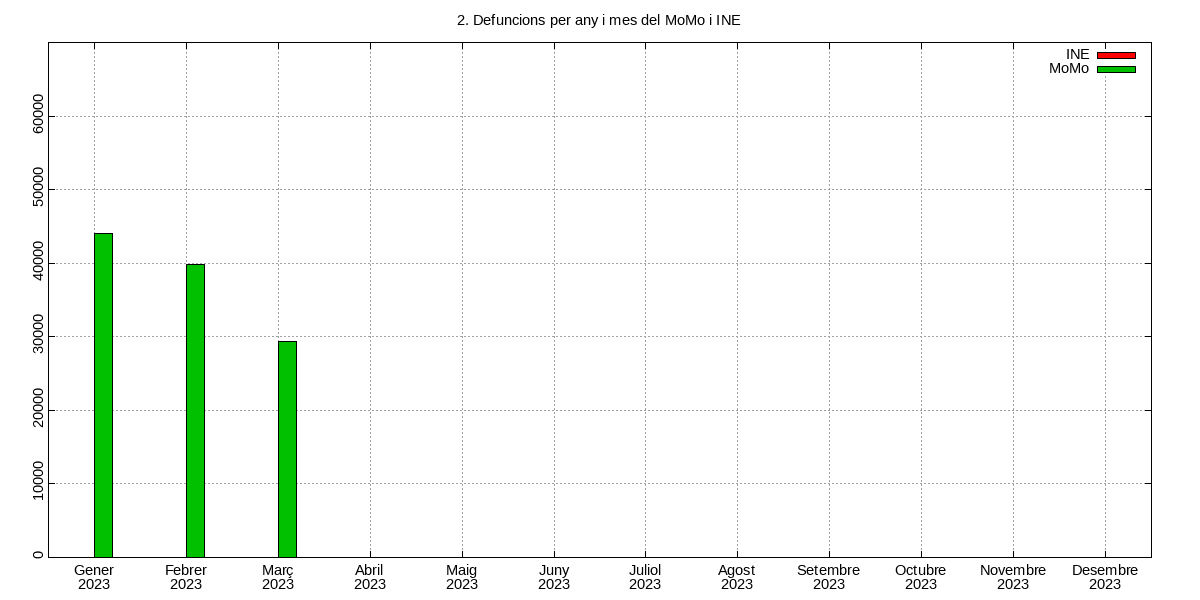 2. Defuncions per any i mes del MoMo i INE
INE
MoMo
60000
50000
40000
30000
20000
10000
0
Gener Febrer Març Abril Maig Juny Juliol Agost Setembre Octubre Novembre Desembre
2023 2023 2023 2023 2023 2023 2023 2023 2023 2023 2023 2023